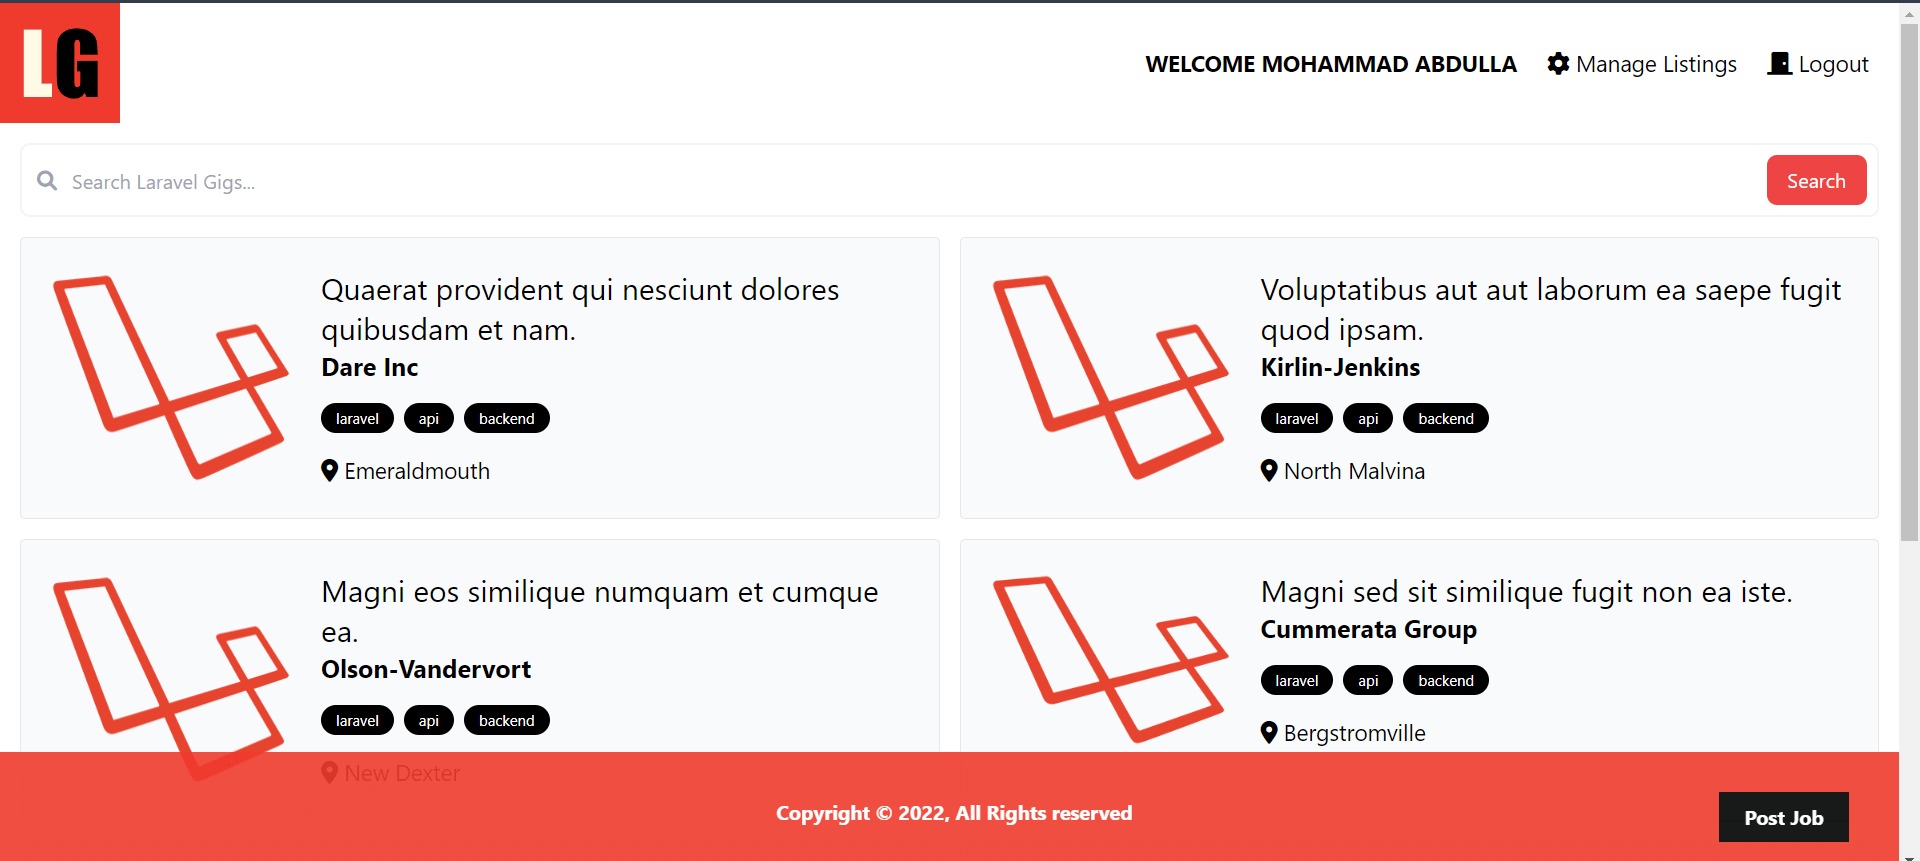 LG
WELCOME MOHAMMAD ABDULLA
Manage Listings
Logout
Search Laravel Gigs...
Search
Quaerat provident qui nesciunt dolores
quibusdam et nam.
Dare Inc
laravel api backend
Emeraldmouth
Voluptatibus aut aut laborum ea saepe fugit
quod ipsam.
Kirlin-Jenkins
laravel api backend
North Malvina
Magni eos similique numquam et cumque
ea.
Olson-Vandervort
laravel api backend
New Dexter
Magni sed sit similique fugit non ea iste.
Cummerata Group
laravel api backend
Bergstromville
Copyright © 2022, All Rights reserved
Post Job